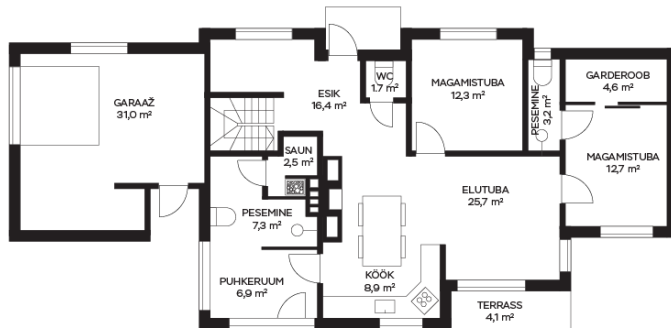 GARAAŽ
31,0 m²
ESIK
16,4 m²
WC
1.7 m²
MAGAMISTUBA
12,3 m²
PESEMINE
3,2 m²
GARDEROOB
4,6 m²
MAGAMISTUBA
12,7 m²
SAUN
2,5 m²
PESEMINE
7,3 m²
ELUTUBA
25,7 m²
PUHKERUUM
6,9 m²
KÖÖK
8,9 m²
TERRASS
4,1 m²